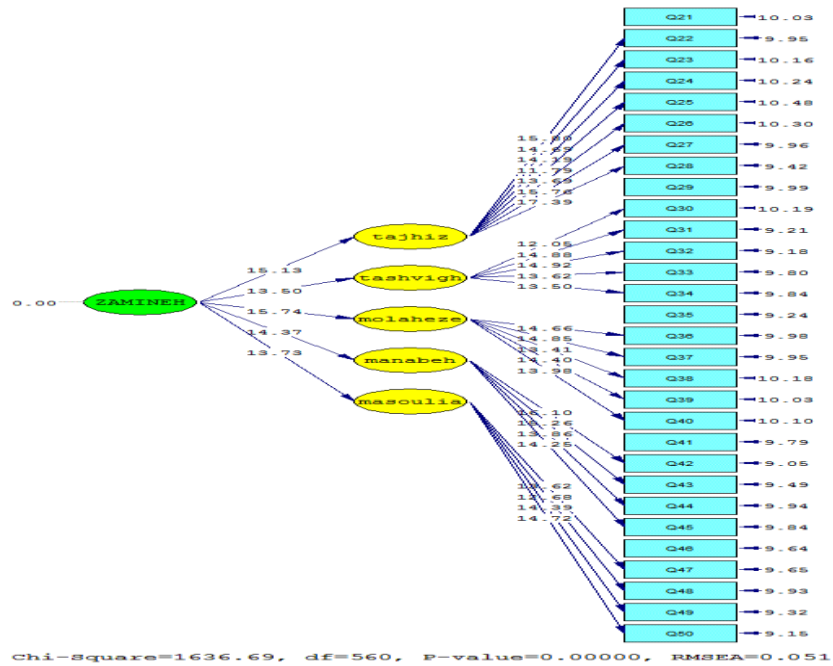 Q21 10.03
Q22 9.95
Q23 10.16
Q24 10.24
Q25 10.48
Q26 10.30
Q27 9.96
Q28 9.42
Q29 9.99
Q30 10.19
Q31 9.21
Q32 9.18
Q33 9.80
Q34 9.84
Q35 9.24
Q36 9.98
Q37 9.95
Q38 10.18
Q39 10.03
Q40 10.10
Q41 9.79
Q42 9.05
Q43 9.49
Q44 9.94
Q45 9.84
Q46 9.64
Q47 9.65
Q48 9.93
Q49 9.32
Q50 9.15
14.19
17.39
12.05
14.88
14.92
13.62
13.50
14.66
14.85
13.41
14.40
13.98
13.86
14.25
14.39
14.72
tajhiz
tashvigh
molaheze
manabeh
masoulia
15.13
13.50
15.74
14.37
13.73
0.00 ZAMINEH
Chi-Square=1636.69, df=560, P-value=0.00000, RMSEA=0.051